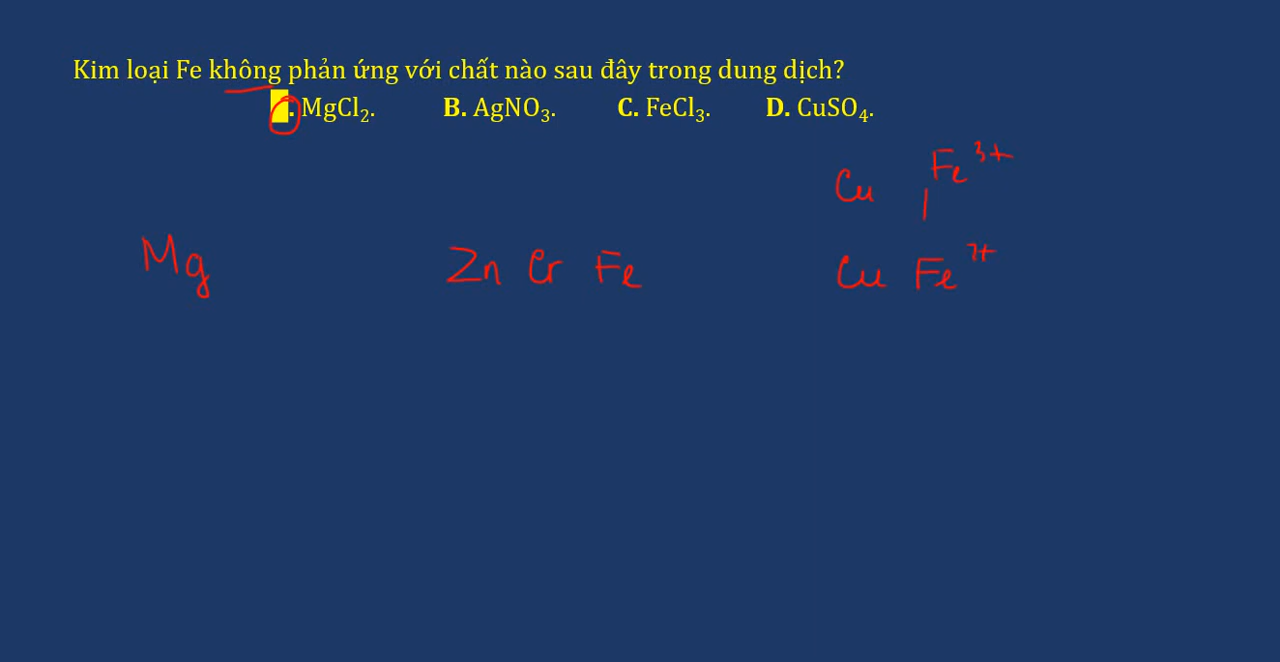 Kim loại Fe không phản ứng với chất nào sau đây trong dung dịch?
. MgCl₂. B. AgNO₃. C. FeCl₃. D. CuSO₄.
Cu Fe³⁺
Mg Zn Cr Fe Cu Fe²⁺